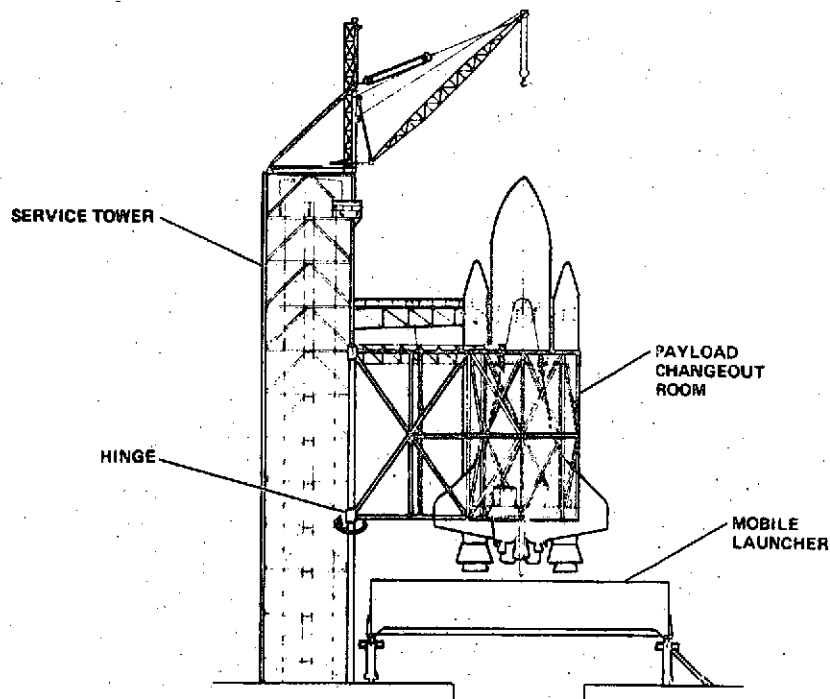 SERVICE TOWER
PAYLOAD
CHANGEOUT
ROOM
HINGE
MOBILE
LAUNCHER